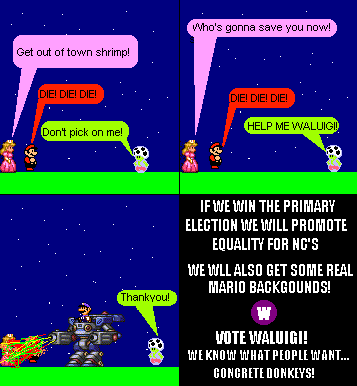 Get out of town shrimp!
DIE! DIE! DIE!
Don't pick on me!
Who's gonna save you now!
DIE! DIE! DIE!
HELP ME WALUIGI!
Thankyou!
IF WE WIN THE PRIMARY
ELECTION WE WILL PROMOTE
EQUALITY FOR NC'S
WE WLL ALSO GET SOME REAL
MARIO BACKGOUNDS!
W
VOTE WALUIGI!
WE KNOW WHAT PEOPLE WANT...
CONCRETE DONKEYS!